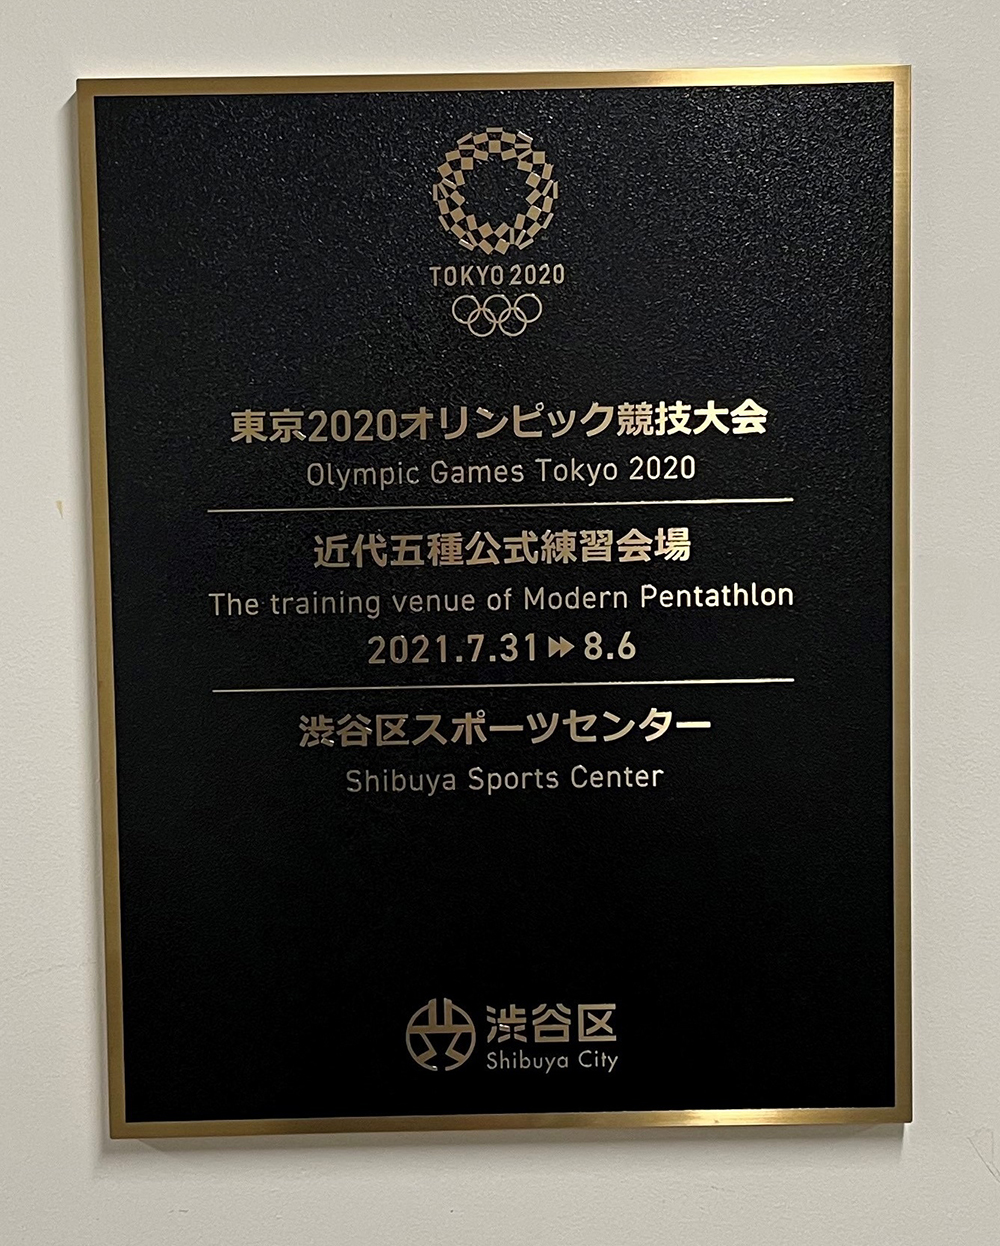 TOKYO 2020
東京2020オリンピック競技大会
Olympic Games Tokyo 2020
近代五種公式練習会場
The training venue of Modern Pentathlon
2021.7.31▶▶8.6
渋谷区スポーツセンター
Shibuya Sports Center
渋谷区
Shibuya City